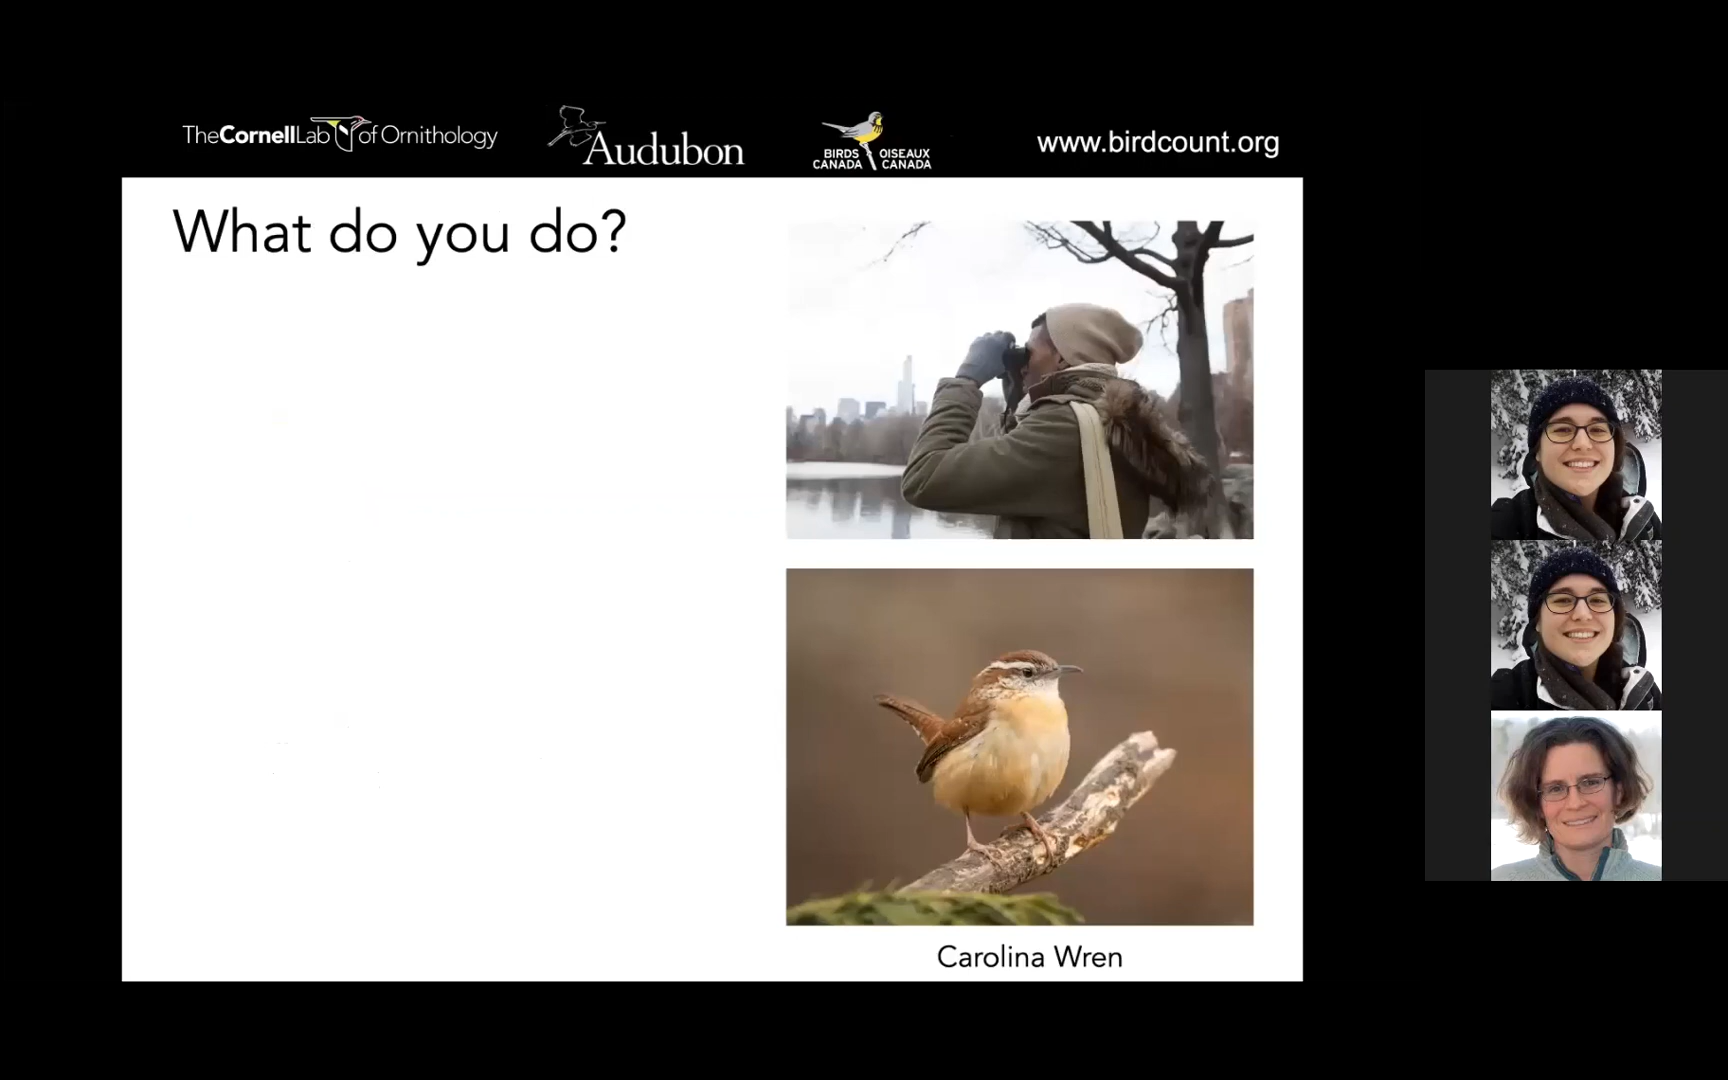 TheCornellLab of Ornithology
Audubon
BIRDS OISEAUX
CANADA CANADA
www.birdcount.org
What do you do?
Carolina Wren